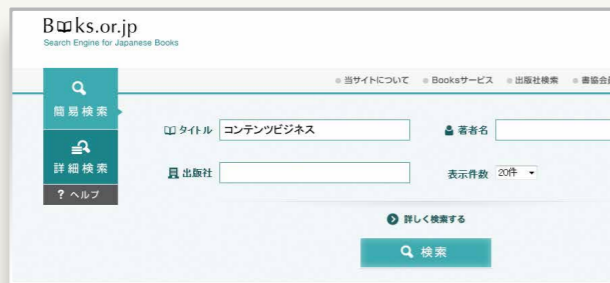 Books.or.jp
Search Engine for Japanese Books
当サイトについて Booksサービス 出版社検索 書協会員
簡易検索
タイトル コンテンツビジネス 著者名
詳細検索
出版社 表示件数 20件
? ヘルプ
詳しく検索する
検索